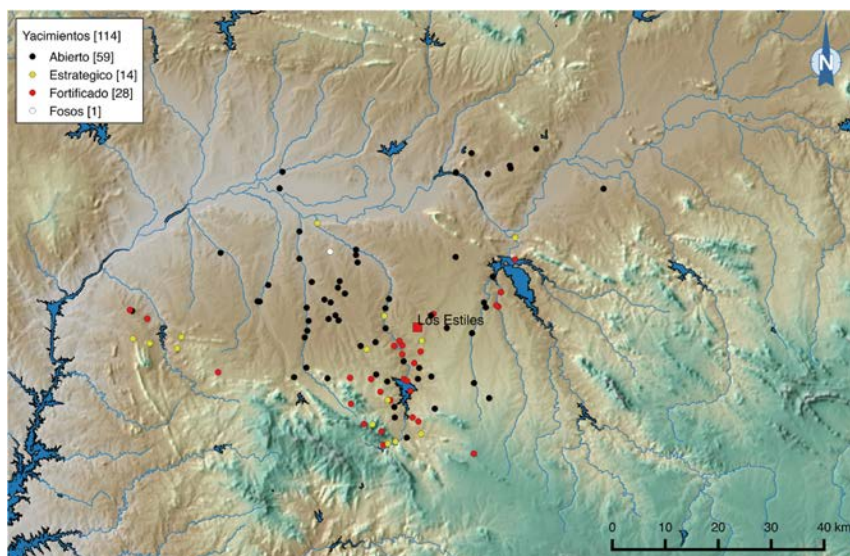 Yacimientos [114]
Abierto [59]
Estrategico [14]
Fortificado [28]
Fosos [1]
N
Los Estiles
0 10 20 30 40 km